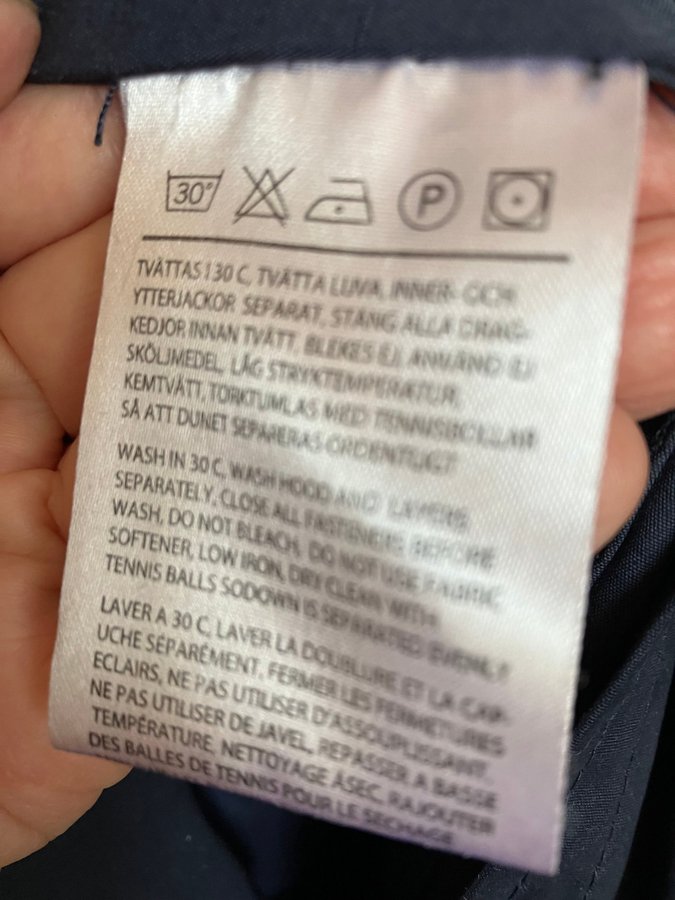 30°
P
TVÄTTAS I 30 C, TVÄTTA LUVA, INNER- OCH
YTTERJACKOR SEPARAT, STÄNG ALLA DRAG-
KEDJOR INNAN TVÄTT. BLEKES EJ, ANVÄND EJ
SKÖLJMEDEL, LÅG STRYKTEMPERATUR,
KEMTVÄTT, TORKTUMLAS MED TENNISBOLLAR
SÅ ATT DUNET SEPARERAS ORDENTLIGT
WASH IN 30 C, WASH HOOD AND LAYERS
SEPARATELY, CLOSE ALL FASTENERS BEFORE
WASH, DO NOT BLEACH, DO NOT USE FABRIC
SOFTENER, LOW IRON, DRY CLEAN WITH
TENNIS BALLS SODOWN IS SEPARATED EVENLY
LAVER A 30 C, LAVER LA DOUBLURE ET LA CAP-
UCHE SÉPARÉMENT, FERMER LES FERMETURES
ECLAIRS, NE PAS UTILISER D'ASSOUPLISSANT,
NE PAS UTILISER DE JAVEL, REPASSER A BASSE
TEMPÉRATURE, NETTOYAGE ÁSEC, RAJOUTER
DES BALLES DE TENNIS POUR LE SECHAGE